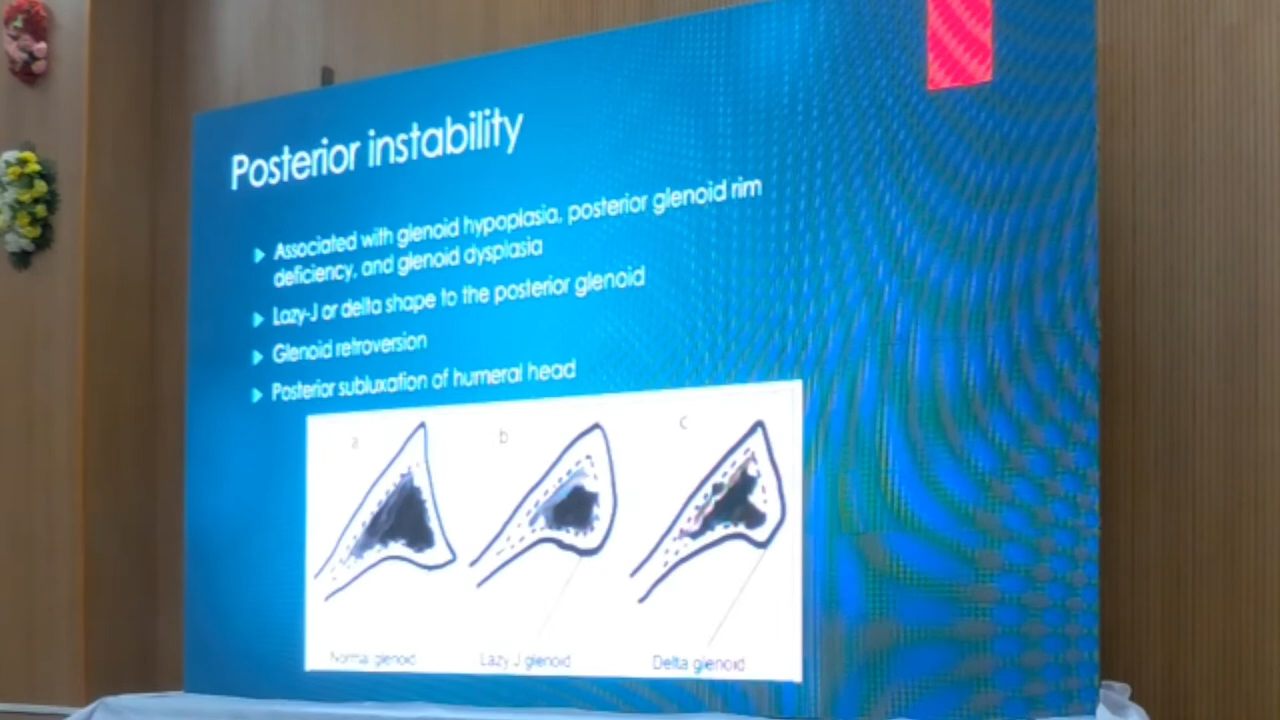 Posterior instability
Associated with glenoid hypoplasia, posterior glenoid rim
deficiency, and glenoid dysplasia
Lazy-J or delta shape to the posterior glenoid
Glenoid retroversion
Posterior subluxation of humeral head
a b c
Normal glenoid Lazy J glenoid Delta glenoid